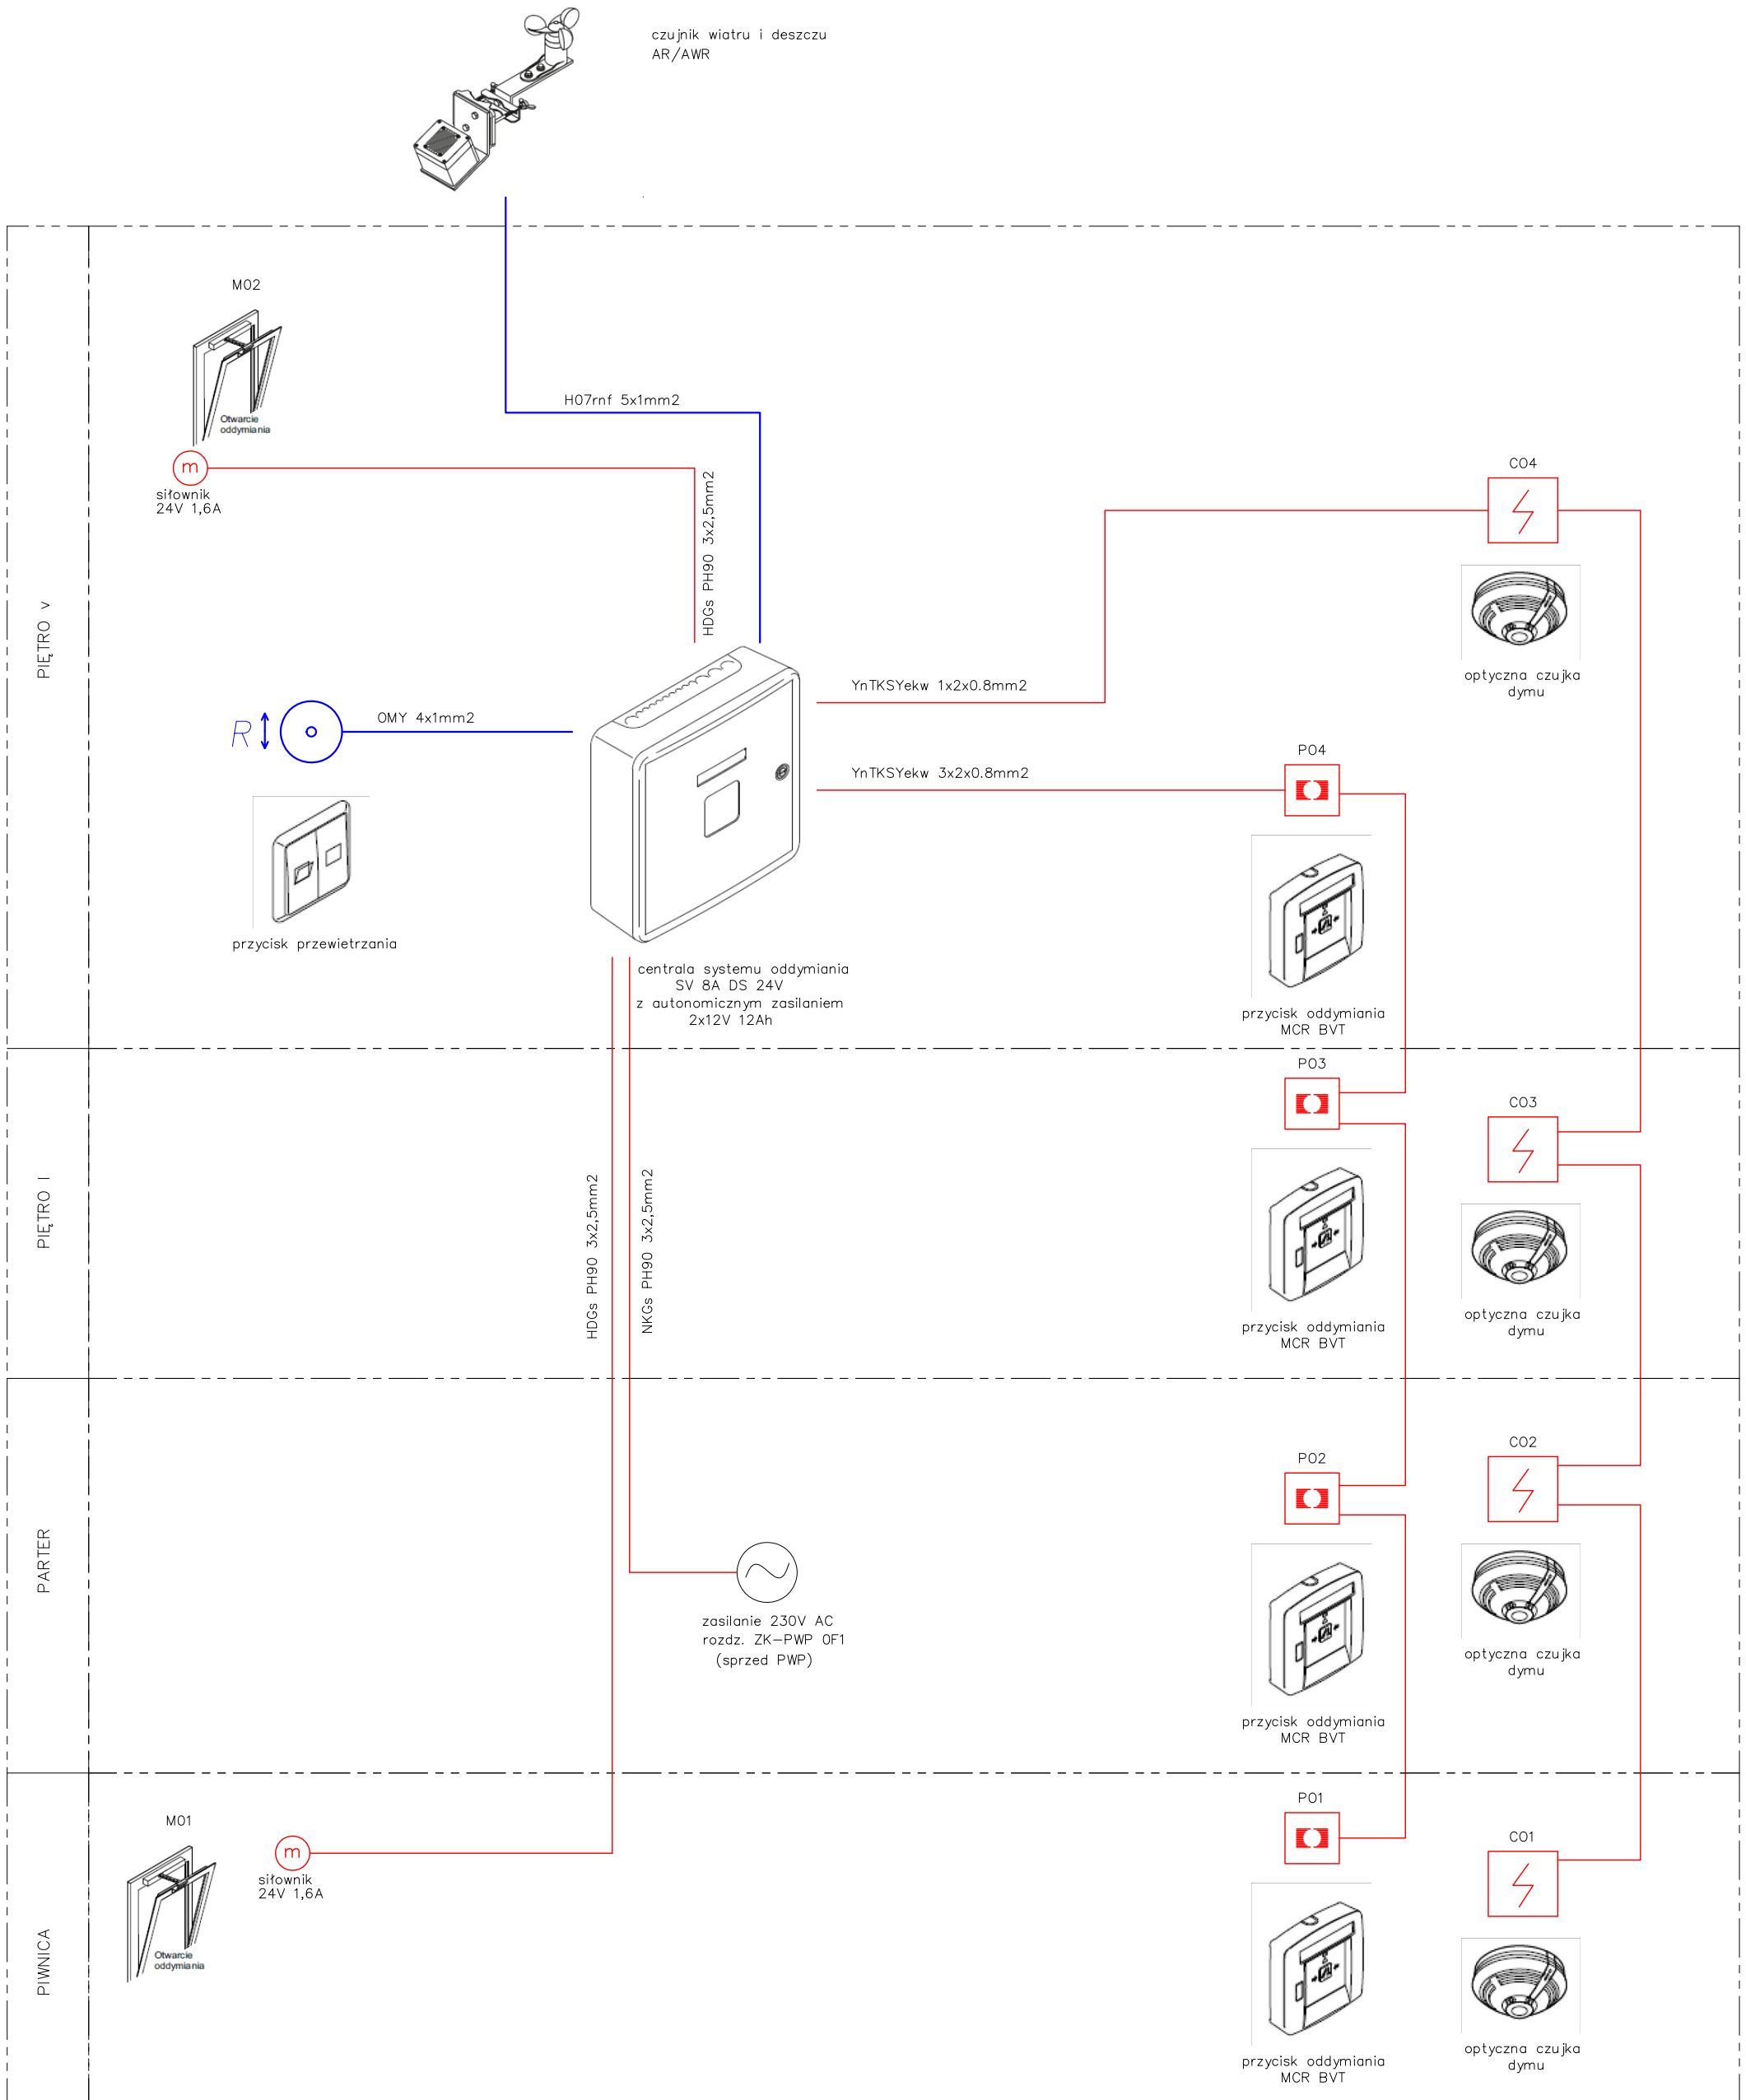 czujnik wiatru i deszczu
AR/AWR
M02
Otwarcie
oddymiania
H07rnf 5x1mm2
m
siłownik
24V 1,6A
HDGs PH90 3x2,5mm2
C04
optyczna czujka
dymu
PIĘTRO v
YnTKSYekw 1x2x0.8mm2
R
OMY 4x1mm2
YnTKSYekw 3x2x0.8mm2
P04
przycisk przewietrzania
centrala systemu oddymiania
SV 8A DS 24V
z autonomicznym zasilaniem
2x12V 12Ah
przycisk oddymiania
MCR BVT
PIĘTRO I
P03
C03
HDGs PH90 3x2,5mm2
NKGs PH90 3x2,5mm2
przycisk oddymiania
MCR BVT
optyczna czujka
dymu
PARTER
P02
C02
zasilanie 230V AC
rozdz. ZK-PWP 0F1
(sprzed PWP)
optyczna czujka
dymu
przycisk oddymiania
MCR BVT
PIWNICA
M01
Otwarcie
oddymiania
m
siłownik
24V 1,6A
P01
C01
przycisk oddymiania
MCR BVT
optyczna czujka
dymu